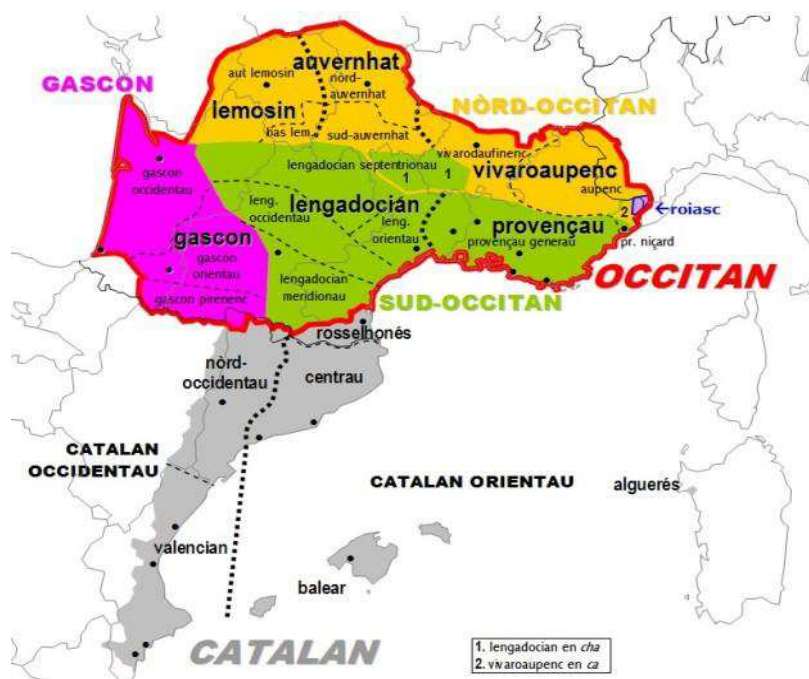 auvernhat
GASCON
aut lemosin
nòrd-
auvernhat
NÒRD-OCCITAN
lemosin
bas lem.
sud-auvernhat
vivarodaufinenc
lengadocian septentrionau
1
1
vivaroaupenc
aupenc
gascon
occidentau
leng.
occidentau
lengadocián
leng.
orientau
provençau
provençau generau
2
←roiasc
pr. niçard
gascon
gascon
orientau
gascon pirenenc
lengadocian
meridionau
SUD-OCCITAN
OCCITAN
rosselhonés
nòrd-
occidentau
centrau
CATALAN
OCCIDENTAU
CATALAN ORIENTAU
alguerés
valencian
balear
CATALAN
1. lengadocian en cha
2. vivaroaupenc en ca